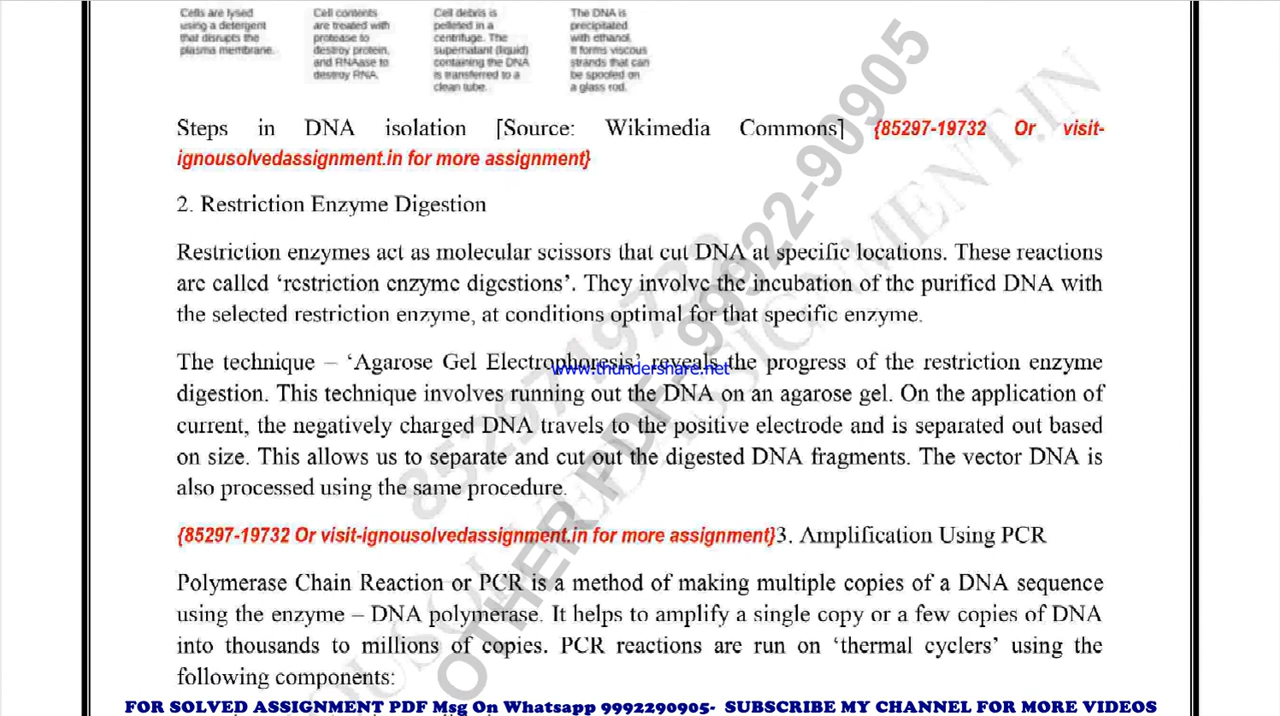 Cells are lysed
using a detergent
that disrupts the
plasma membrane.
Cell contents
are treated with
protease to
destroy protein,
and RNAase to
destroy RNA.
Cell debris is
pelleted in a
centrifuge. The
supernatant (liquid)
containing the DNA
is transferred to a
clean tube.
The DNA is
precipitated
with ethanol.
It forms viscous
strands that can
be spooled on
a glass rod.
Steps in DNA isolation [Source: Wikimedia Commons] {85297-19732 Or visit-
ignousolvedassignment.in for more assignment}
2. Restriction Enzyme Digestion
Restriction enzymes act as molecular scissors that cut DNA at specific locations. These reactions
are called ‘restriction enzyme digestions’. They involve the incubation of the purified DNA with
the selected restriction enzyme, at conditions optimal for that specific enzyme.
The technique – ‘Agarose Gel Electrophoresis’ reveals the progress of the restriction enzyme
www.thundershare.net
digestion. This technique involves running out the DNA on an agarose gel. On the application of
current, the negatively charged DNA travels to the positive electrode and is separated out based
on size. This allows us to separate and cut out the digested DNA fragments. The vector DNA is
also processed using the same procedure.
{85297-19732 Or visit-ignousolvedassignment.in for more assignment}3. Amplification Using PCR
Polymerase Chain Reaction or PCR is a method of making multiple copies of a DNA sequence
using the enzyme – DNA polymerase. It helps to amplify a single copy or a few copies of DNA
into thousands to millions of copies. PCR reactions are run on ‘thermal cyclers’ using the
following components:
8529719732
OTHER PDF- 99922-90905
FOR SOLVED ASSIGNMENT PDF Msg On Whatsapp 9992290905- SUBSCRIBE MY CHANNEL FOR MORE VIDEOS